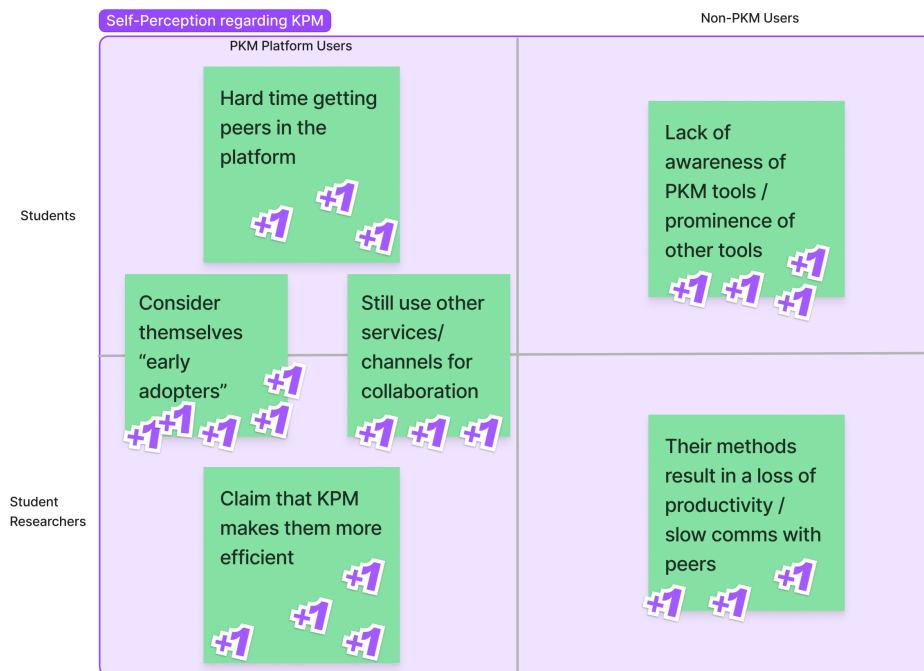 Self-Perception regarding KPM
Non-PKM Users
PKM Platform Users
Students
Hard time getting
peers in the
platform
+1
+1
+1
Lack of
awareness of
PKM tools /
prominence of
other tools
+1
+1
+1
+1
Consider
themselves
“early
adopters”
+1
+1
+1
+1
+1
Still use other
services/
channels for
collaboration
+1
+1
+1
Student
Researchers
Claim that KPM
makes them more
efficient
+1
+1
+1
+1
Their methods
result in a loss of
productivity /
slow comms with
peers
+1
+1
+1